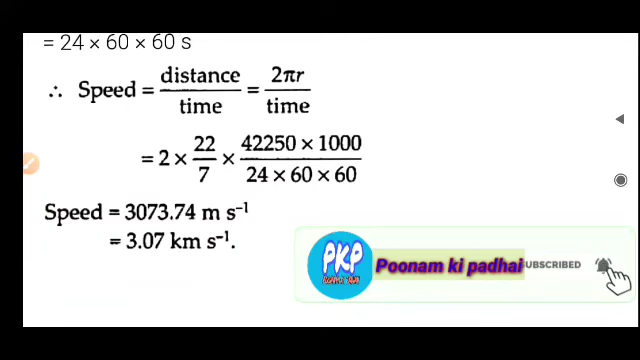 = 24 × 60 × 60 s
∴ Speed = distance/time = 2πr/time
= 2 × 22/7 × (42250 × 1000)/(24 × 60 × 60)
Speed = 3073.74 m s⁻¹
= 3.07 km s⁻¹.
PKP
Poonam ki padhai
UBSCRIBED